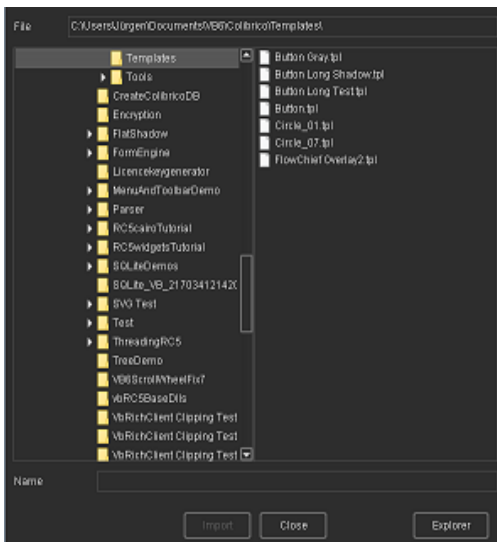 File C:\Users\Jürgen\Documents\VB6\Colibrico\Templates\
Templates
Tools
CreateColibricoDB
Encryption
FlatShadow
FormEngine
Licencekeygenerator
MenuAndToolbarDemo
Parser
RC5cairoTutorial
RC5widgetsTutorial
SQLiteDemos
SQLite_VB_21703412142
SVG Test
Test
ThreadingRC5
TreeDemo
VB6ScrollWheelFix7
vbRC5BaseDlls
VbRichClient Clipping Test
VbRichClient Clipping Test
VbRichClient Clipping Test
Button Gray.tpl
Button Long Shadow.tpl
Button Long Test.tpl
Button.tpl
Circle_01.tpl
Circle_07.tpl
FlowChief Overlay2.tpl
Name
Import Close Explorer